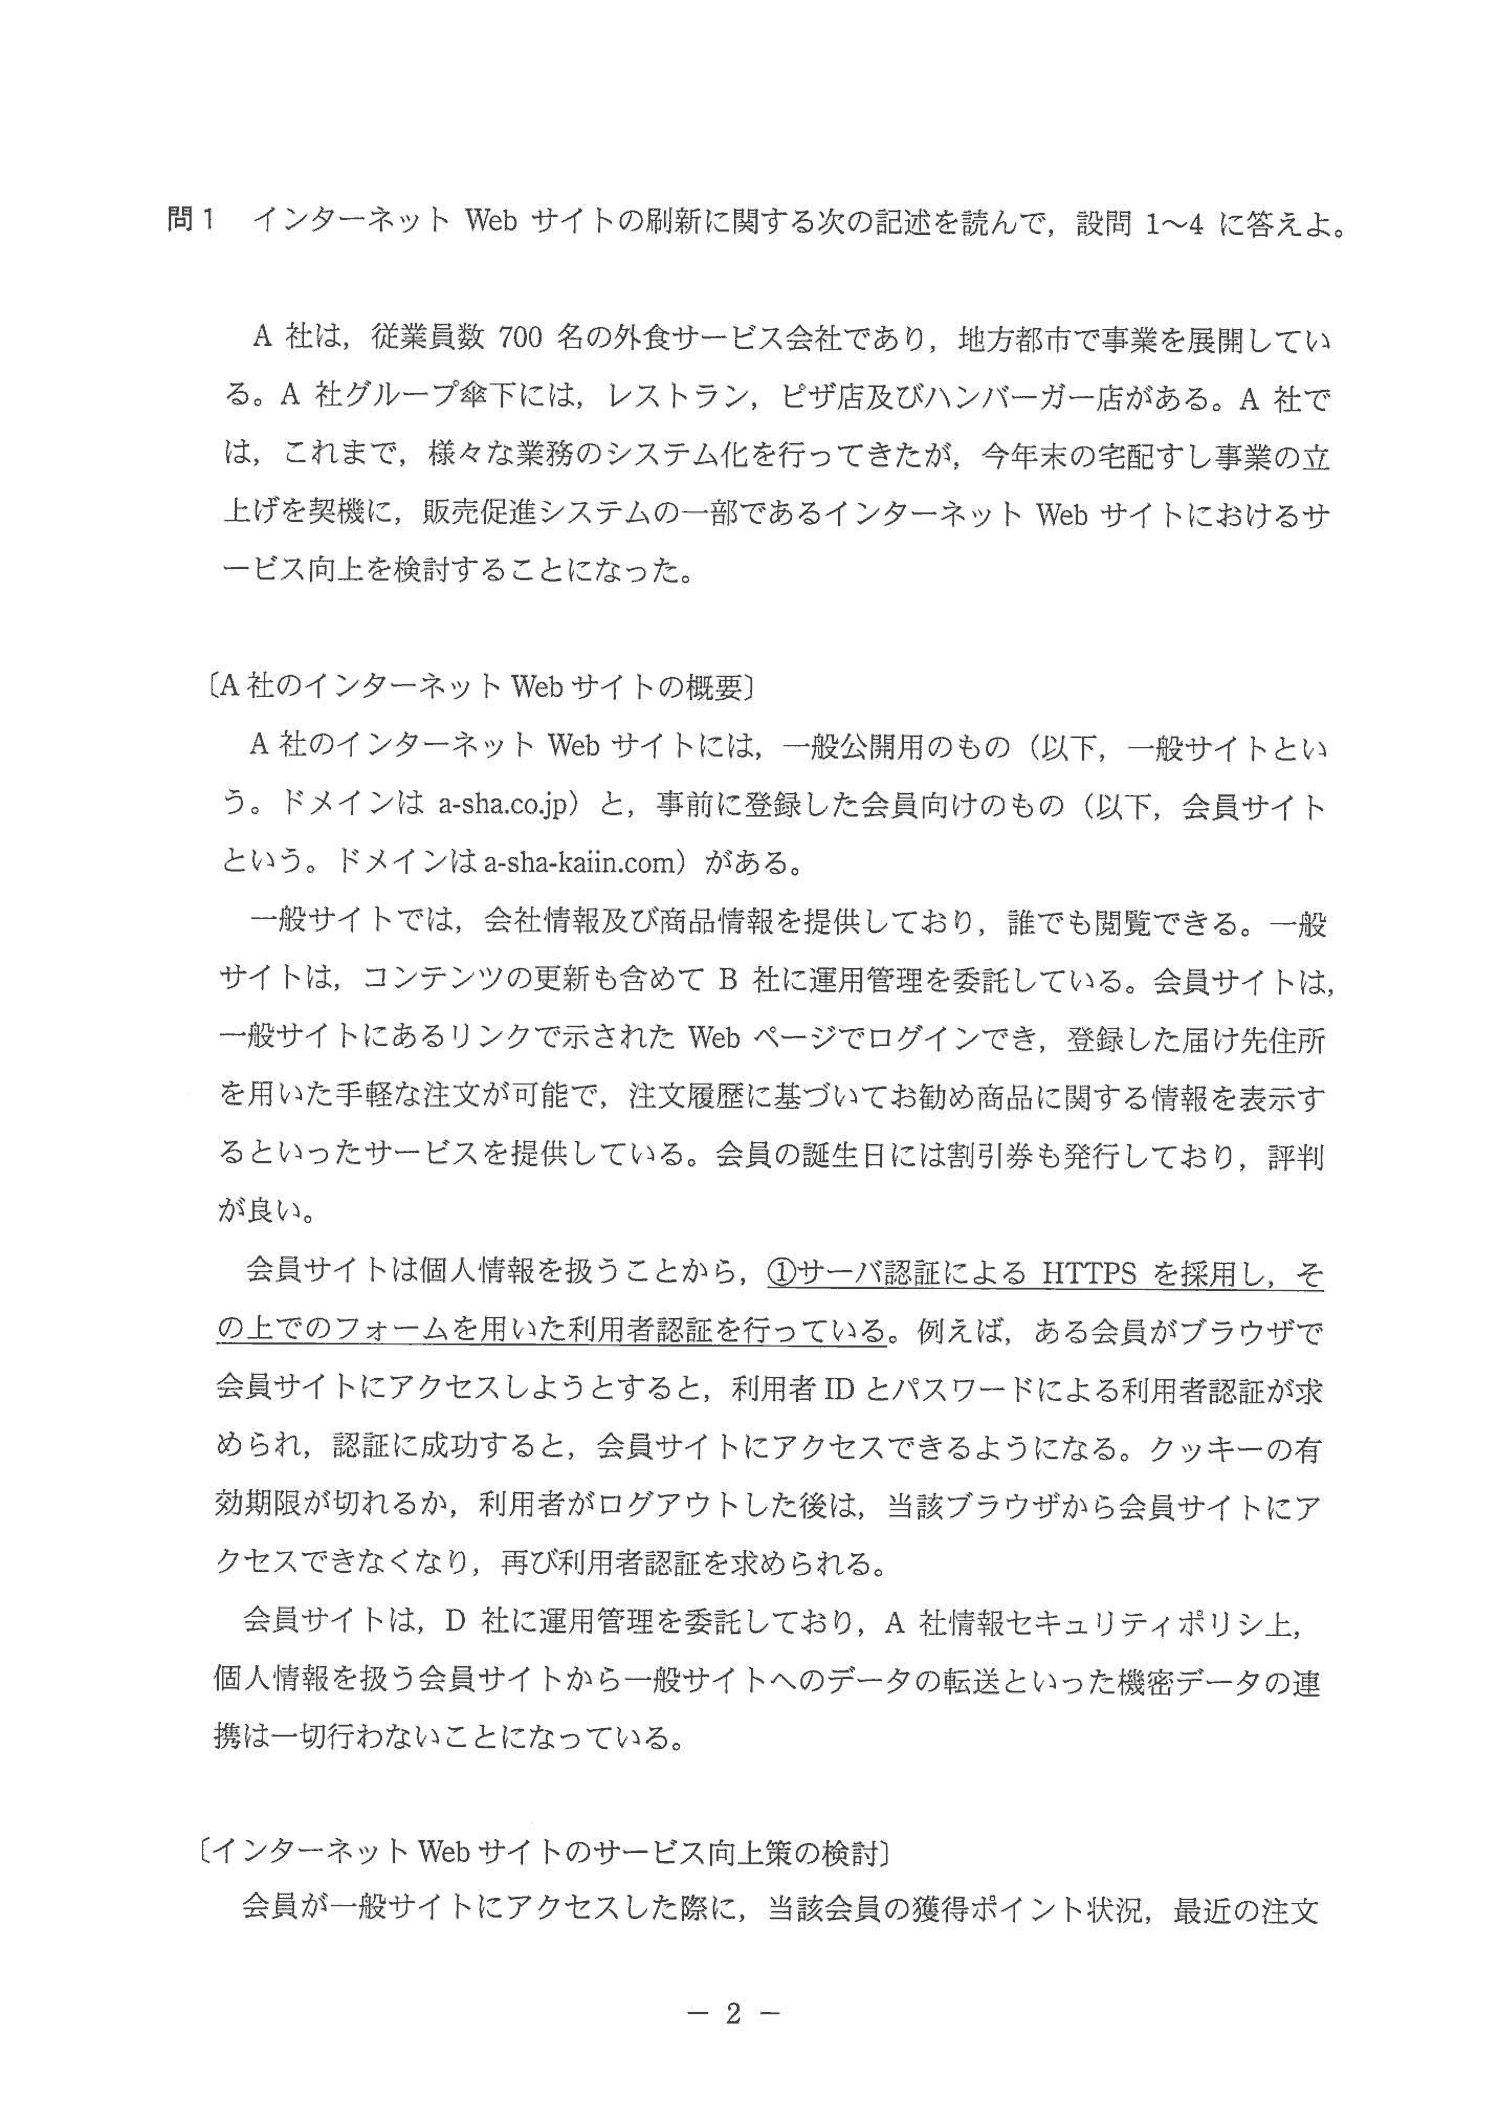 問1　インターネット Web サイトの刷新に関する次の記述を読んで，設問 1～4 に答えよ。
A 社は，従業員数 700 名の外食サービス会社であり，地方都市で事業を展開してい
る。A 社グループ傘下には，レストラン，ピザ店及びハンバーガー店がある。A 社で
は，これまで，様々な業務のシステム化を行ってきたが，今年末の宅配すし事業の立
上げを契機に，販売促進システムの一部であるインターネット Web サイトにおけるサ
ービス向上を検討することになった。
〔A 社のインターネット Web サイトの概要〕
A 社のインターネット Web サイトには，一般公開用のもの（以下，一般サイトとい
う。ドメインは a-sha.co.jp）と，事前に登録した会員向けのもの（以下，会員サイト
という。ドメインは a-sha-kaiin.com）がある。
一般サイトでは，会社情報及び商品情報を提供しており，誰でも閲覧できる。一般
サイトは，コンテンツの更新も含めて B 社に運用管理を委託している。会員サイトは，
一般サイトにあるリンクで示された Web ページでログインでき，登録した届け先住所
を用いた手軽な注文が可能で，注文履歴に基づいてお勧め商品に関する情報を表示す
るといったサービスを提供している。会員の誕生日には割引券も発行しており，評判
が良い。
会員サイトは個人情報を扱うことから，①サーバ認証による HTTPS を採用し，そ
の上でのフォームを用いた利用者認証を行っている。例えば，ある会員がブラウザで
会員サイトにアクセスしようとすると，利用者 ID とパスワードによる利用者認証が求
められ，認証に成功すると，会員サイトにアクセスできるようになる。クッキーの有
効期限が切れるか，利用者がログアウトした後は，当該ブラウザから会員サイトにア
クセスできなくなり，再び利用者認証を求められる。
会員サイトは，D 社に運用管理を委託しており，A 社情報セキュリティポリシ上，
個人情報を扱う会員サイトから一般サイトへのデータの転送といった機密データの連
携は一切行わないことになっている。
〔インターネット Web サイトのサービス向上策の検討〕
会員が一般サイトにアクセスした際に，当該会員の獲得ポイント状況，最近の注文
－ 2 －